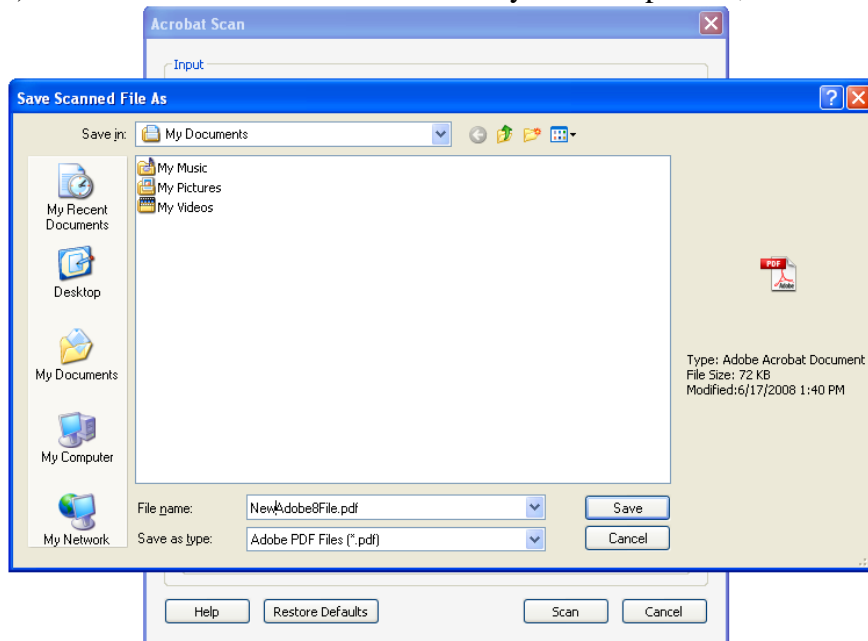 Acrobat Scan
Input
Save Scanned File As
Save in: My Documents
My Music
My Pictures
My Videos
My Recent
Documents
Desktop
My Documents
My Computer
My Network
PDF
Adobe
Type: Adobe Acrobat Document
File Size: 72 KB
Modified:6/17/2008 1:40 PM
File name: NewAdobe8File.pdf Save
Save as type: Adobe PDF Files (*.pdf) Cancel
Help Restore Defaults Scan Cancel